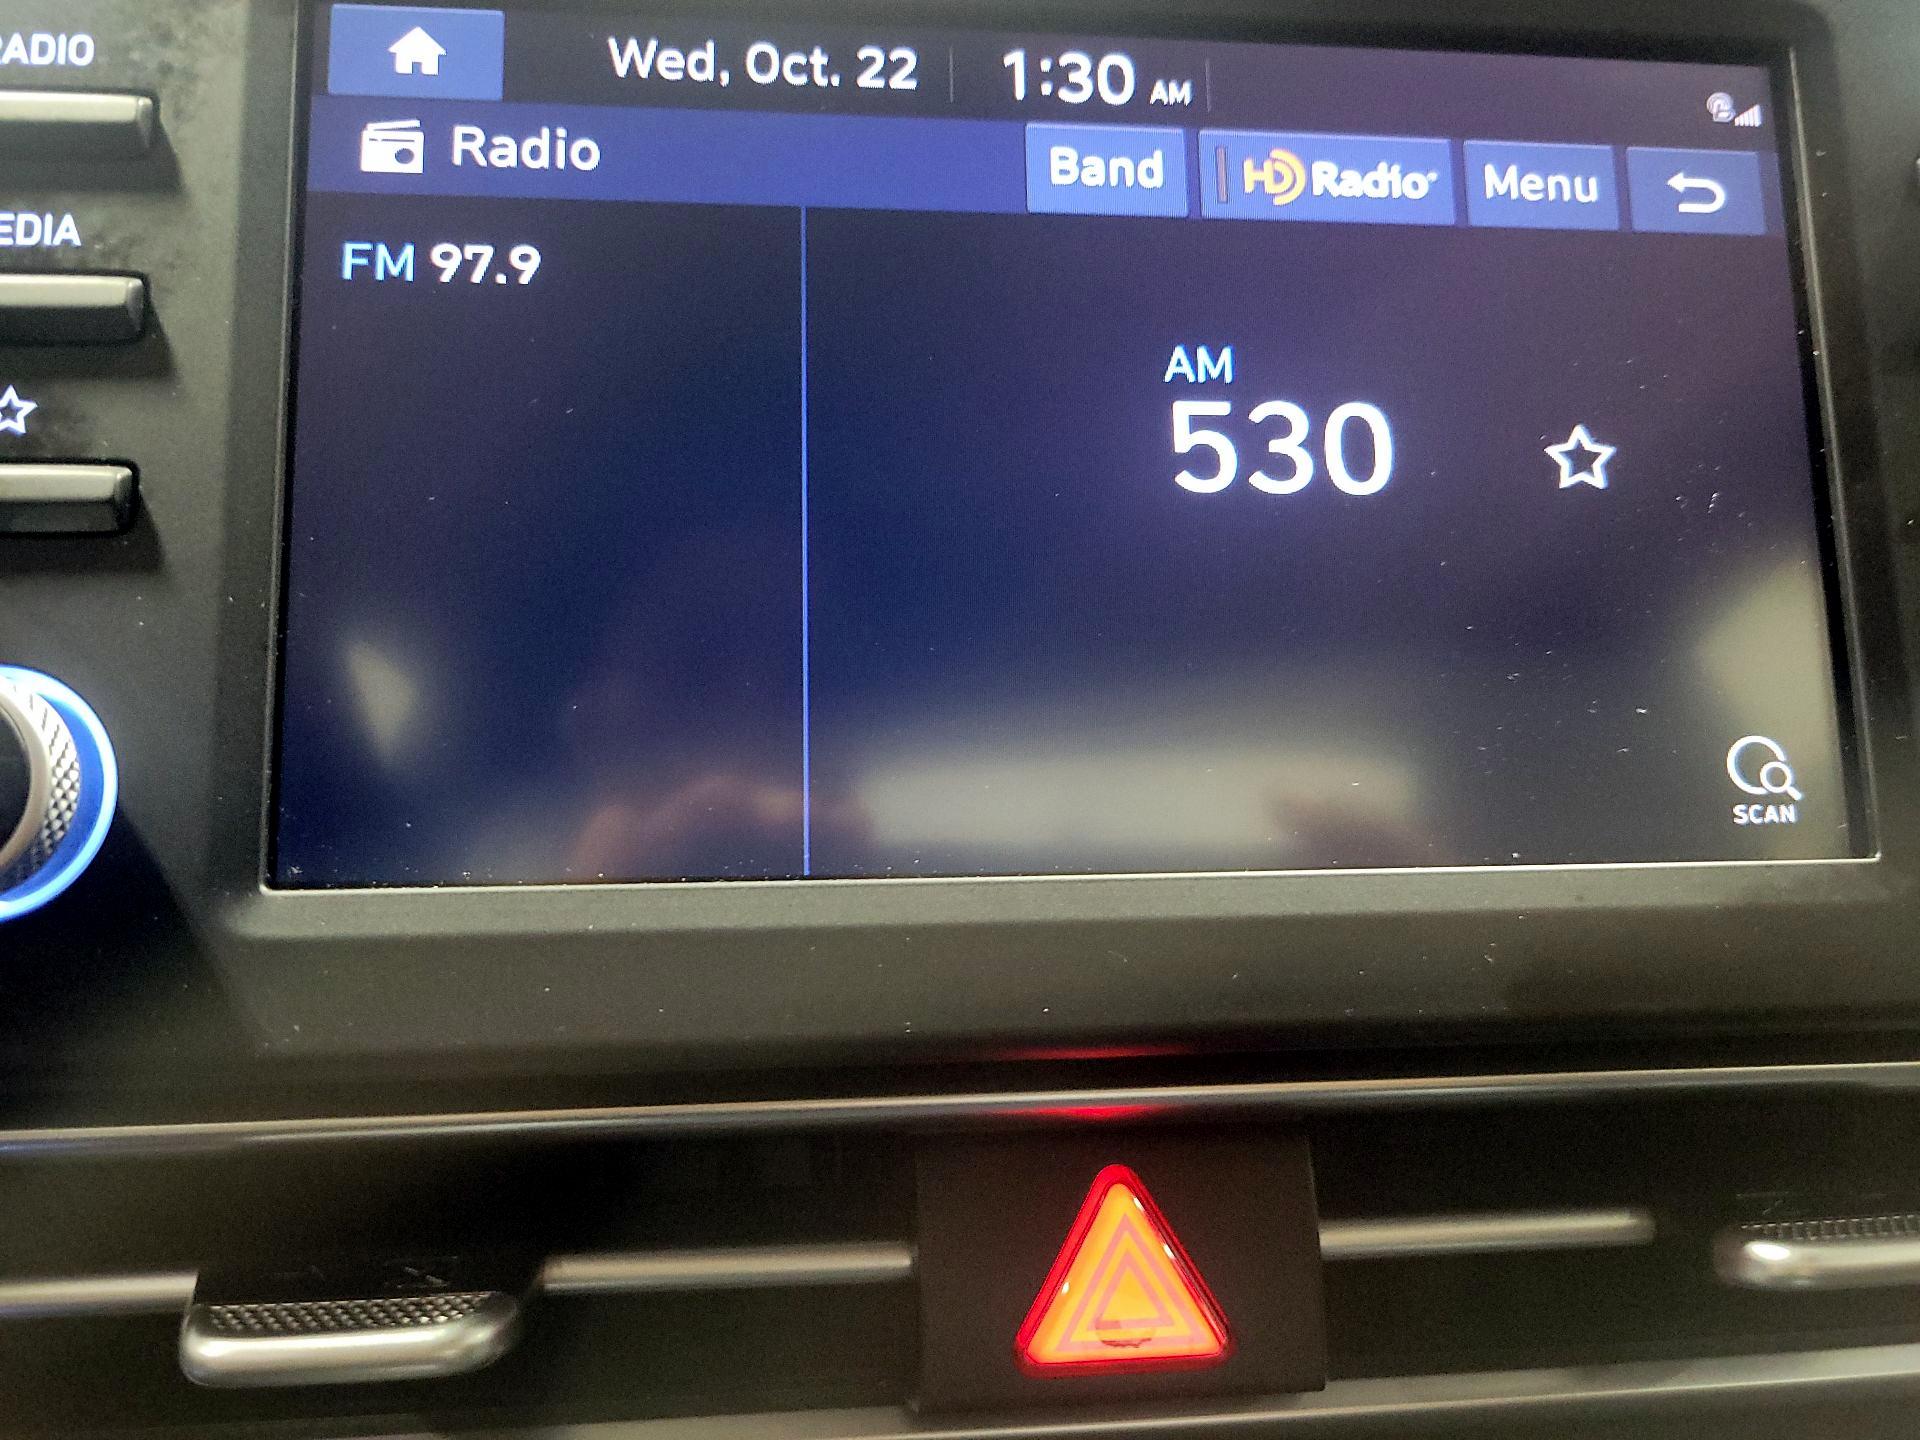 RADIO
EDIA
Wed, Oct. 22 1:30 AM
Radio
Band
HD Radio
Menu
FM 97.9
AM
530
SCAN